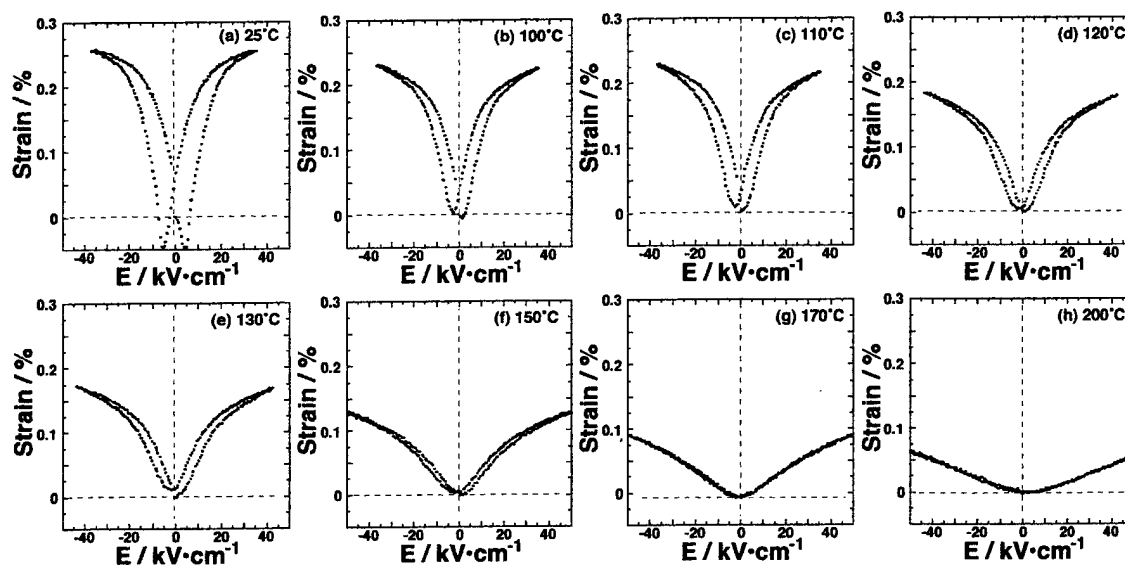 (a) 25°C
(b) 100°C
(c) 110°C
(d) 120°C
Strain / %
0.3
0.2
0.1
0
-40 -20 0 20 40
E / kV·cm-1
Strain / %
0.3
0.2
0.1
0
-40 -20 0 20 40
E / kV·cm-1
Strain / %
0.3
0.2
0.1
0
-40 -20 0 20 40
E / kV·cm-1
Strain / %
0.3
0.2
0.1
0
-40 -20 0 20 40
E / kV·cm-1
(e) 130°C
(f) 150°C
(g) 170°C
(h) 200°C
Strain / %
0.3
0.2
0.1
0
-40 -20 0 20 40
E / kV·cm-1
Strain / %
0.3
0.2
0.1
0
-40 -20 0 20 40
E / kV·cm-1
Strain / %
0.3
0.2
0.1
0
-40 -20 0 20 40
E / kV·cm-1
Strain / %
0.3
0.2
0.1
0
-40 -20 0 20 40
E / kV·cm-1